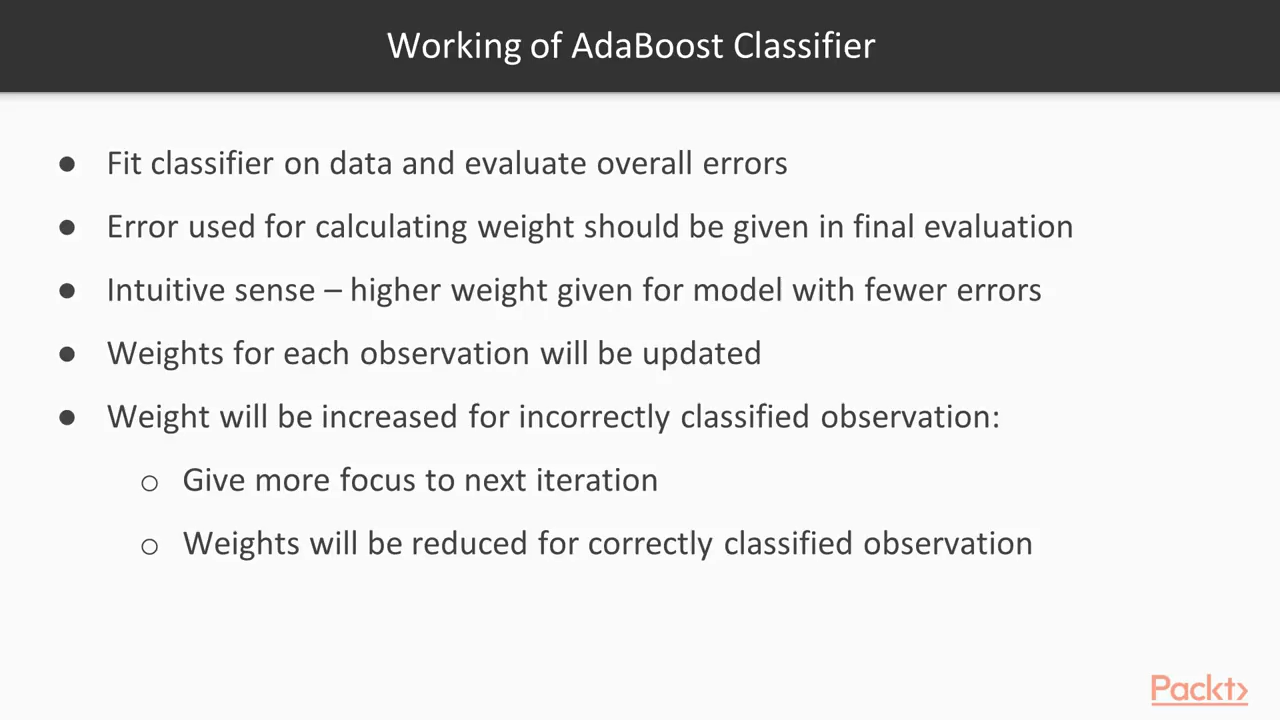 Working of AdaBoost Classifier
● Fit classifier on data and evaluate overall errors
● Error used for calculating weight should be given in final evaluation
● Intuitive sense – higher weight given for model with fewer errors
● Weights for each observation will be updated
● Weight will be increased for incorrectly classified observation:
○ Give more focus to next iteration
○ Weights will be reduced for correctly classified observation
Packt>